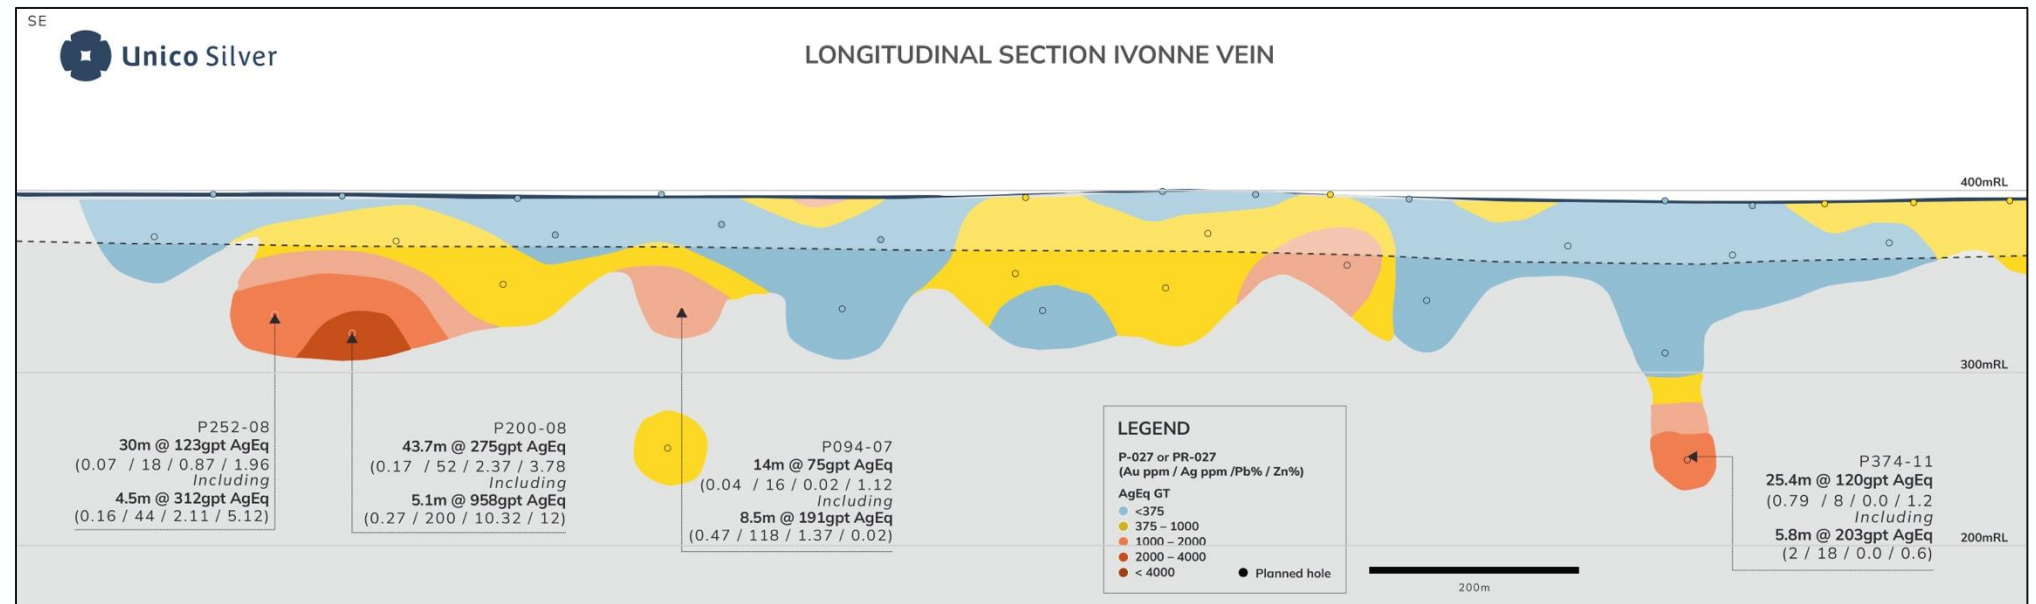 SE
Unico Silver
LONGITUDINAL SECTION IVONNE VEIN
400mRL
300mRL
200mRL
P252-08
30m @ 123gpt AgEq
(0.07 / 18 / 0.87 / 1.96
Including
4.5m @ 312gpt AgEq
(0.16 / 44 / 2.11 / 5.12)
P200-08
43.7m @ 275gpt AgEq
(0.17 / 52 / 2.37 / 3.78
Including
5.1m @ 958gpt AgEq
(0.27 / 200 / 10.32 / 12)
P094-07
14m @ 75gpt AgEq
(0.04 / 16 / 0.02 / 1.12
Including
8.5m @ 191gpt AgEq
(0.47 / 118 / 1.37 / 0.02)
LEGEND
P-027 or PR-027
(Au ppm / Ag ppm /Pb% / Zn%)
AgEq GT
<375
375 – 1000
1000 – 2000
2000 – 4000
< 4000
Planned hole
200m
P374-11
25.4m @ 120gpt AgEq
(0.79 / 8 / 0.0 / 1.2
Including
5.8m @ 203gpt AgEq
(2 / 18 / 0.0 / 0.6)